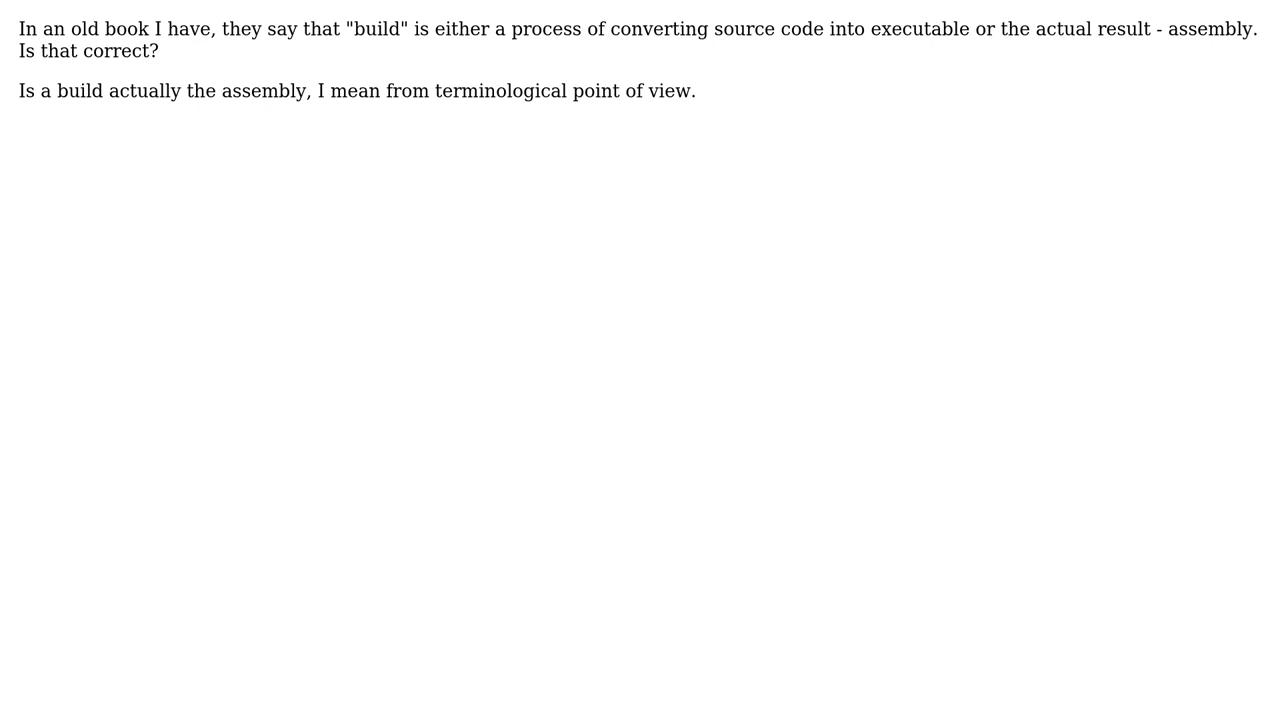 In an old book I have, they say that "build" is either a process of converting source code into executable or the actual result - assembly.
Is that correct?
Is a build actually the assembly, I mean from terminological point of view.